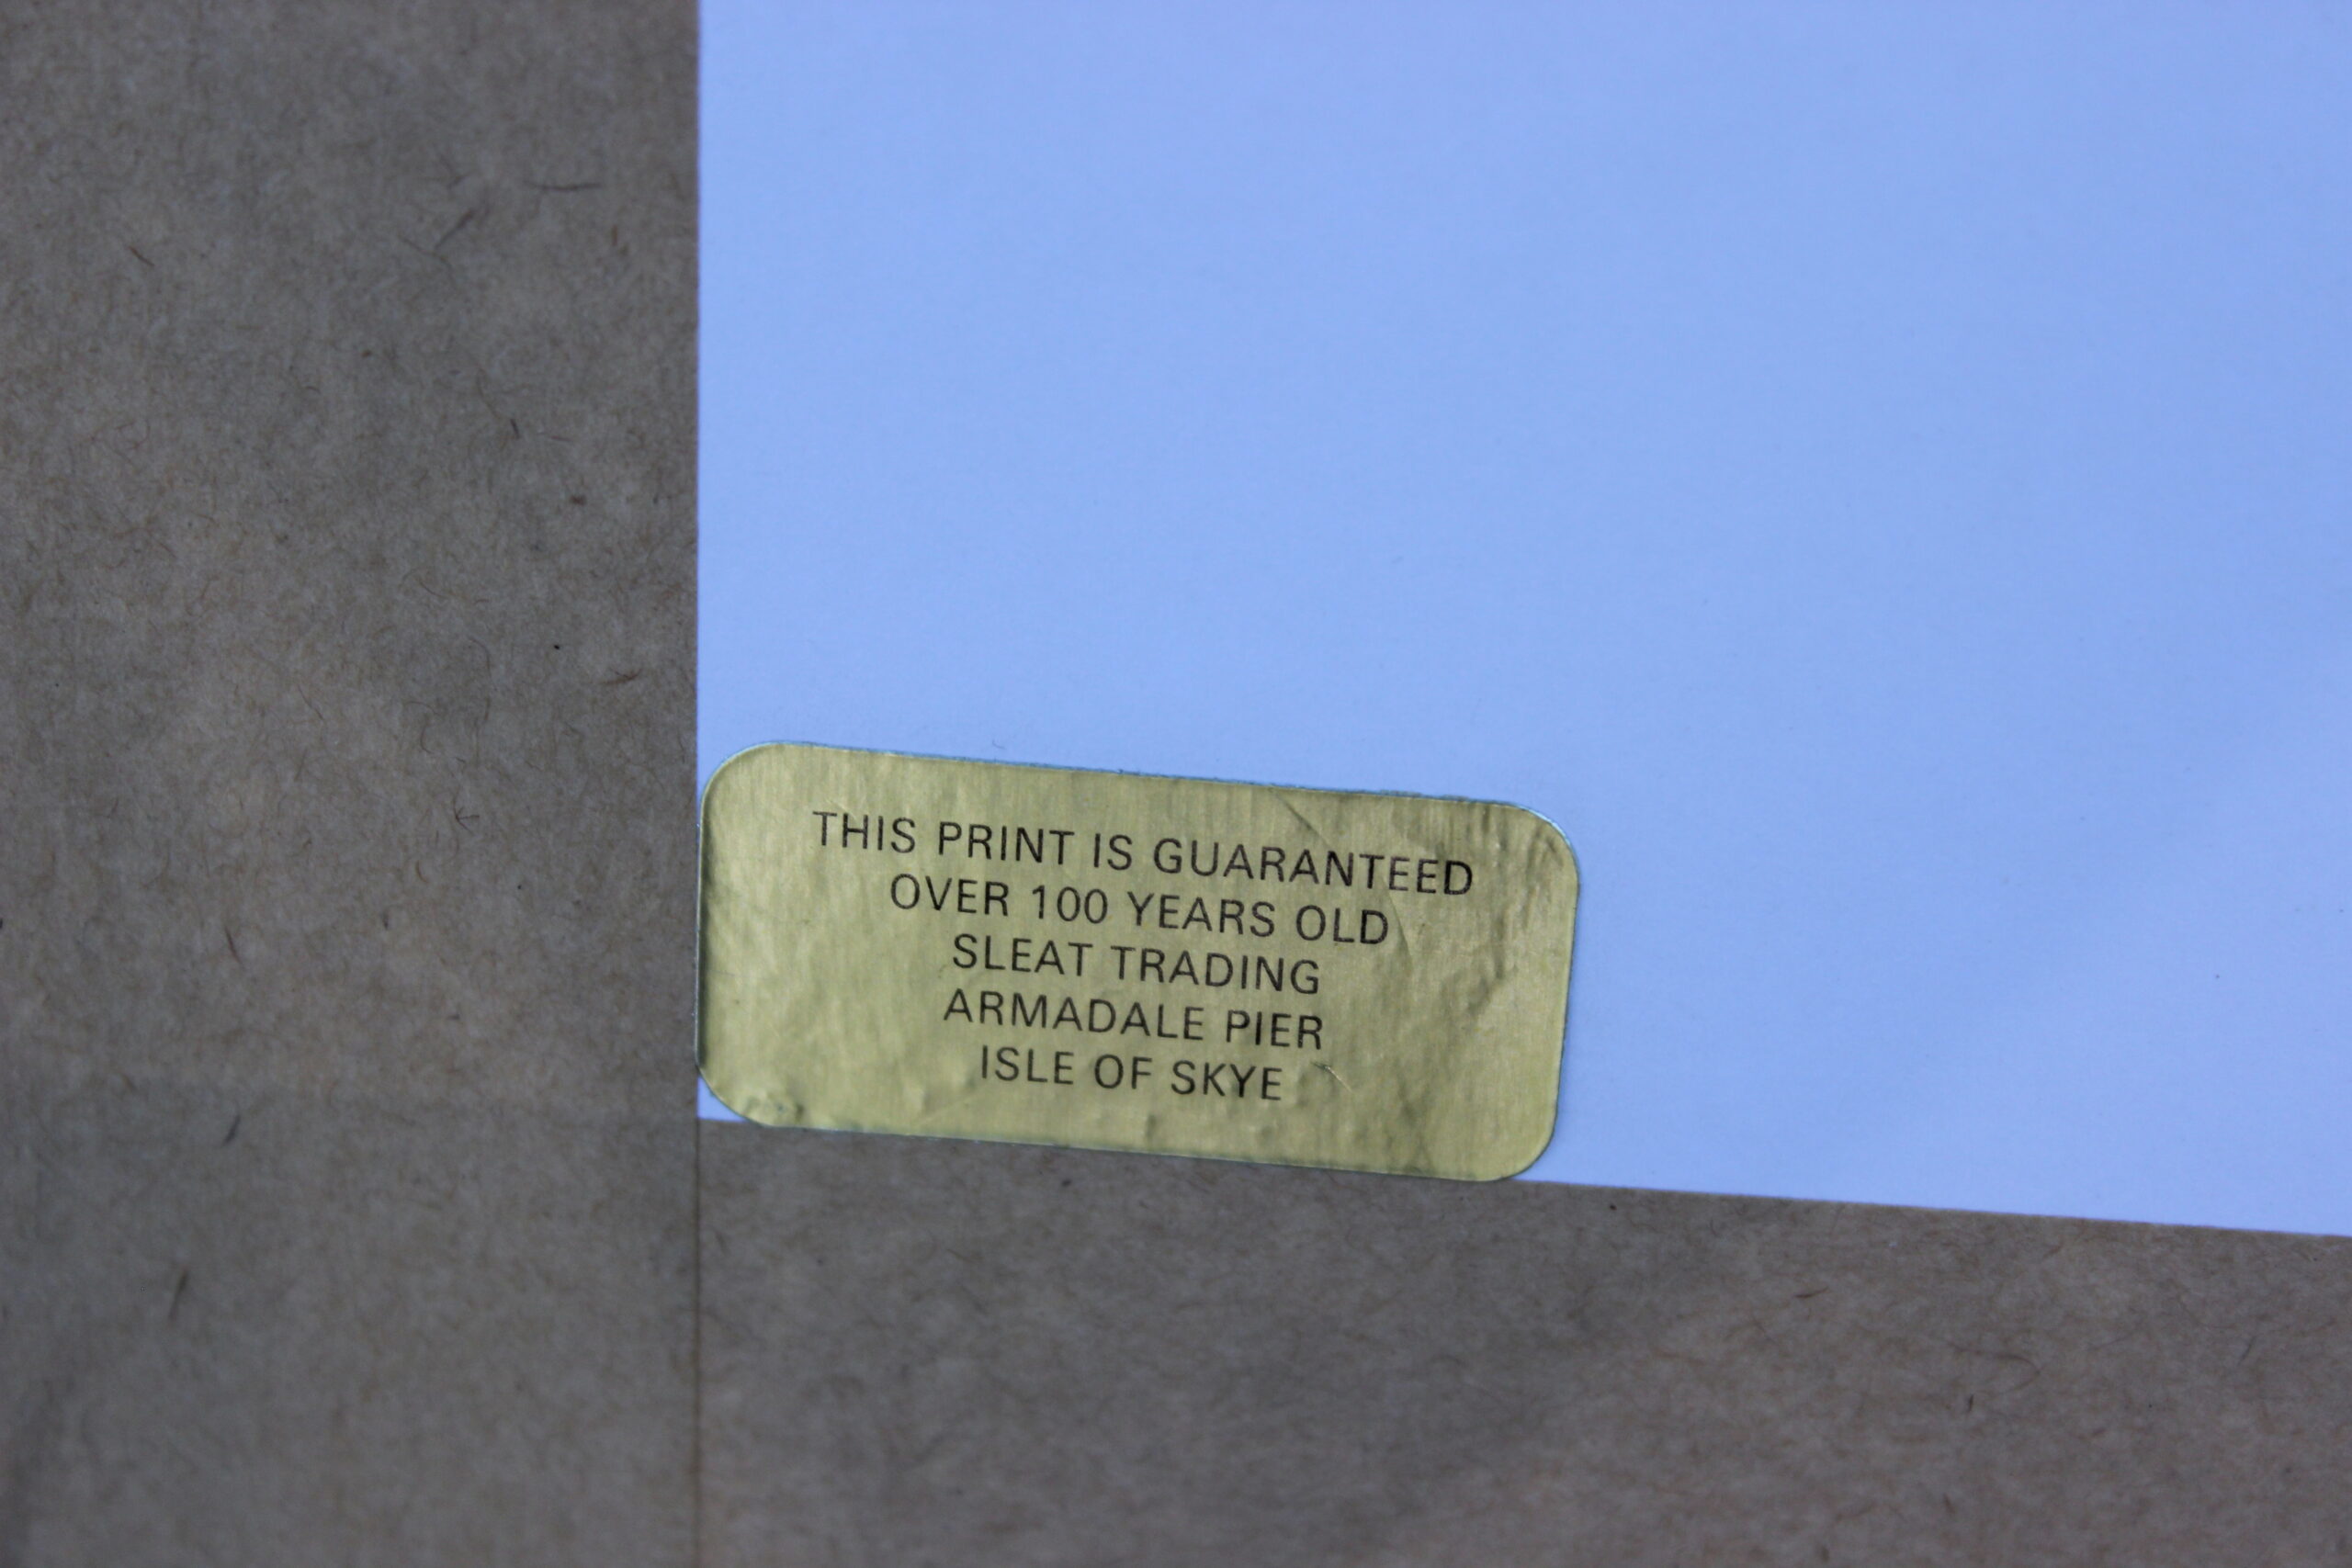 THIS PRINT IS GUARANTEED
OVER 100 YEARS OLD
SLEAT TRADING
ARMADALE PIER
ISLE OF SKYE